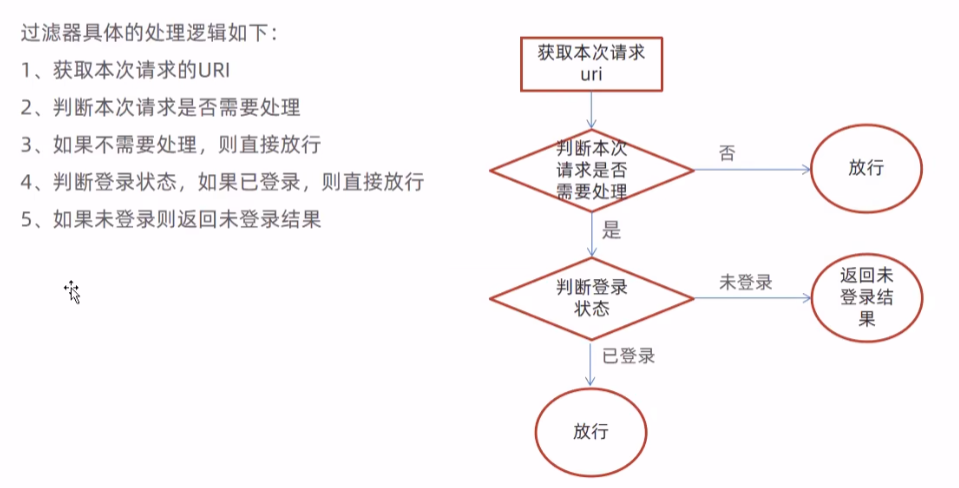 过滤器具体的处理逻辑如下：
1、获取本次请求的URI
2、判断本次请求是否需要处理
3、如果不需要处理，则直接放行
4、判断登录状态，如果已登录，则直接放行
5、如果未登录则返回未登录结果
获取本次请求
uri
判断本次
请求是否
需要处理
否
放行
是
判断登录
状态
未登录
返回未
登录结
果
已登录
放行